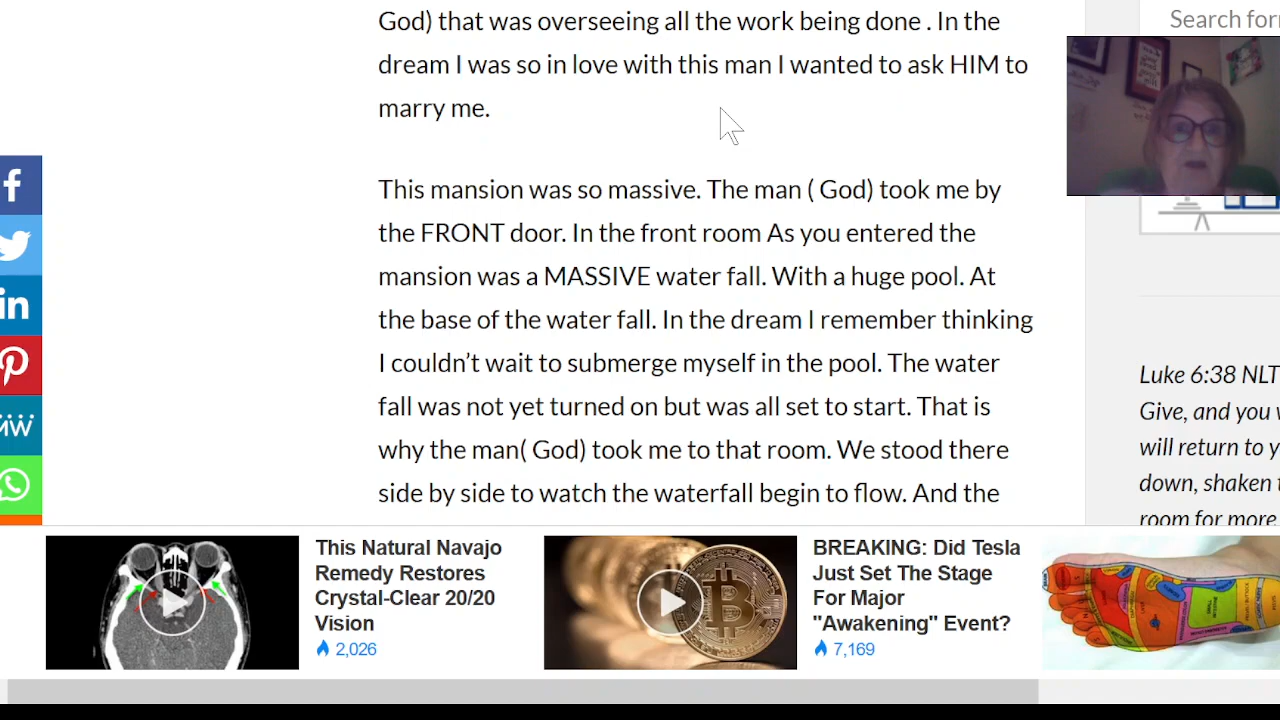 God) that was overseeing all the work being done . In the
dream I was so in love with this man I wanted to ask HIM to
marry me.
This mansion was so massive. The man ( God) took me by
the FRONT door. In the front room As you entered the
mansion was a MASSIVE water fall. With a huge pool. At
the base of the water fall. In the dream I remember thinking
I couldn’t wait to submerge myself in the pool. The water
fall was not yet turned on but was all set to start. That is
why the man( God) took me to that room. We stood there
side by side to watch the waterfall begin to flow. And the
Search for
Luke 6:38 NLT
Give, and you
will return to
down, shaken
room for more
f
in
MW
This Natural Navajo
Remedy Restores
Crystal-Clear 20/20
Vision
2,026
BREAKING: Did Tesla
Just Set The Stage
For Major
"Awakening" Event?
7,169